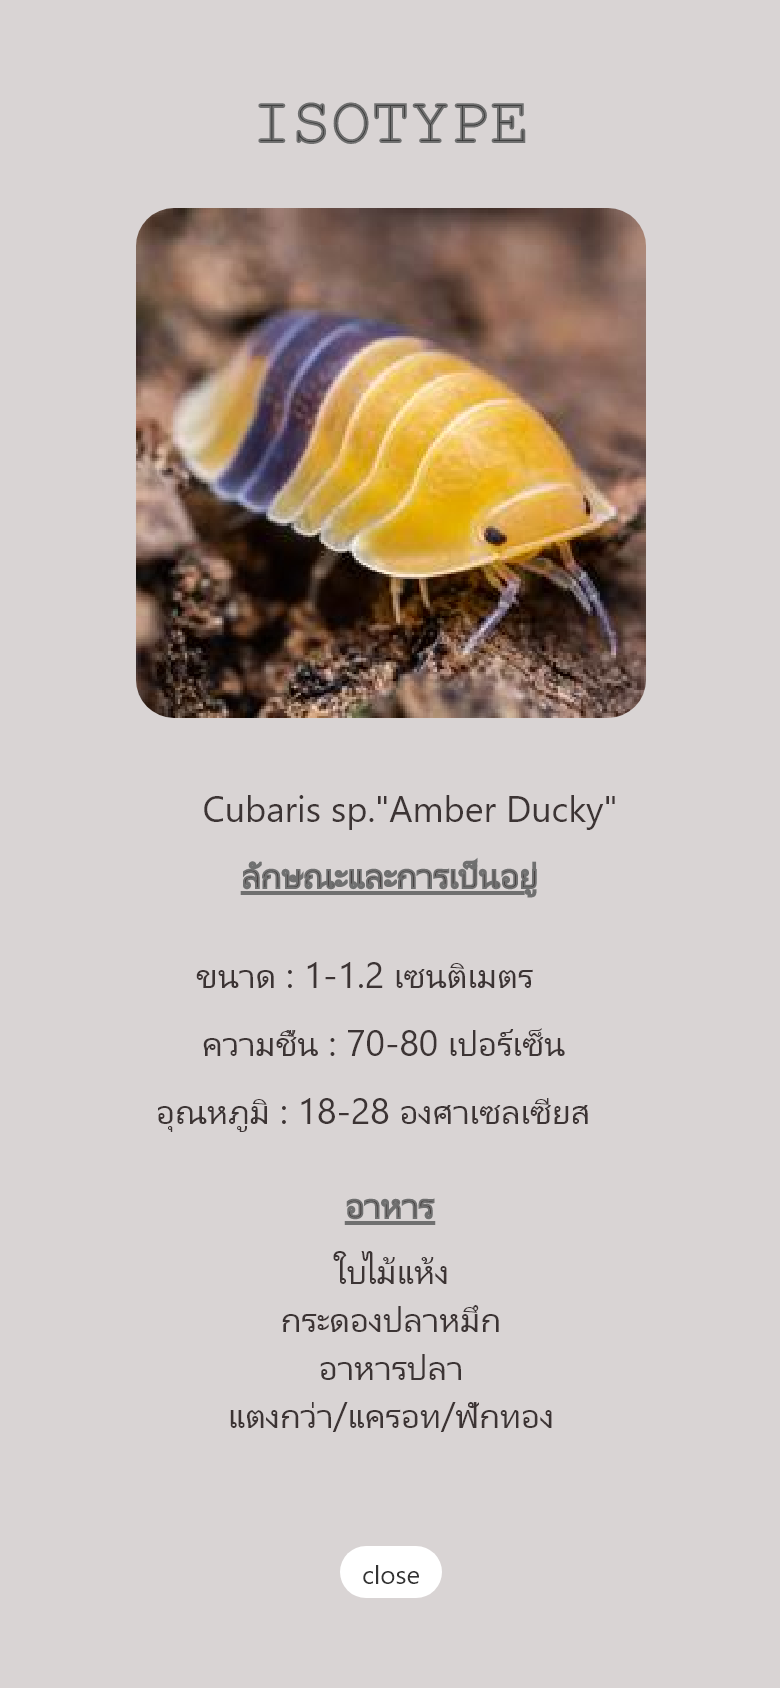 ISOTYPE
Cubaris sp."Amber Ducky"
ลักษณะและการเป็นอยู่
ขนาด : 1-1.2 เซนติเมตร
ความชื้น : 70-80 เปอร์เซ็น
อุณหภูมิ : 18-28 องศาเซลเซียส
อาหาร
ใบไม้แห้ง
กระดองปลาหมึก
อาหารปลา
แตงกว่า/แครอท/ฟักทอง
close